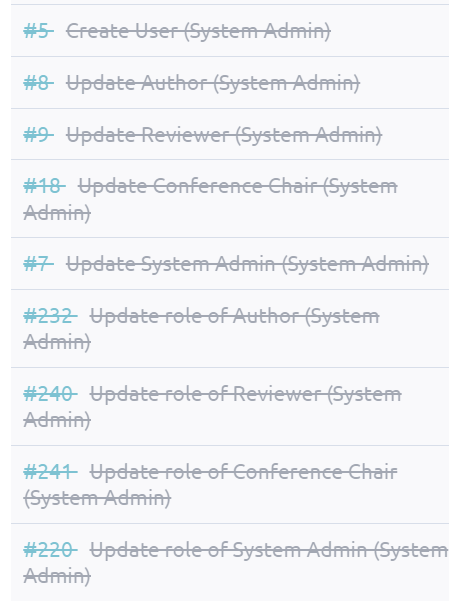 #5 Create User (System Admin)
#8 Update Author (System Admin)
#9 Update Reviewer (System Admin)
#18 Update Conference Chair (System
Admin)
#7 Update System Admin (System Admin)
#232 Update role of Author (System
Admin)
#240 Update role of Reviewer (System
Admin)
#241 Update role of Conference Chair
(System Admin)
#220 Update role of System Admin (System
Admin)